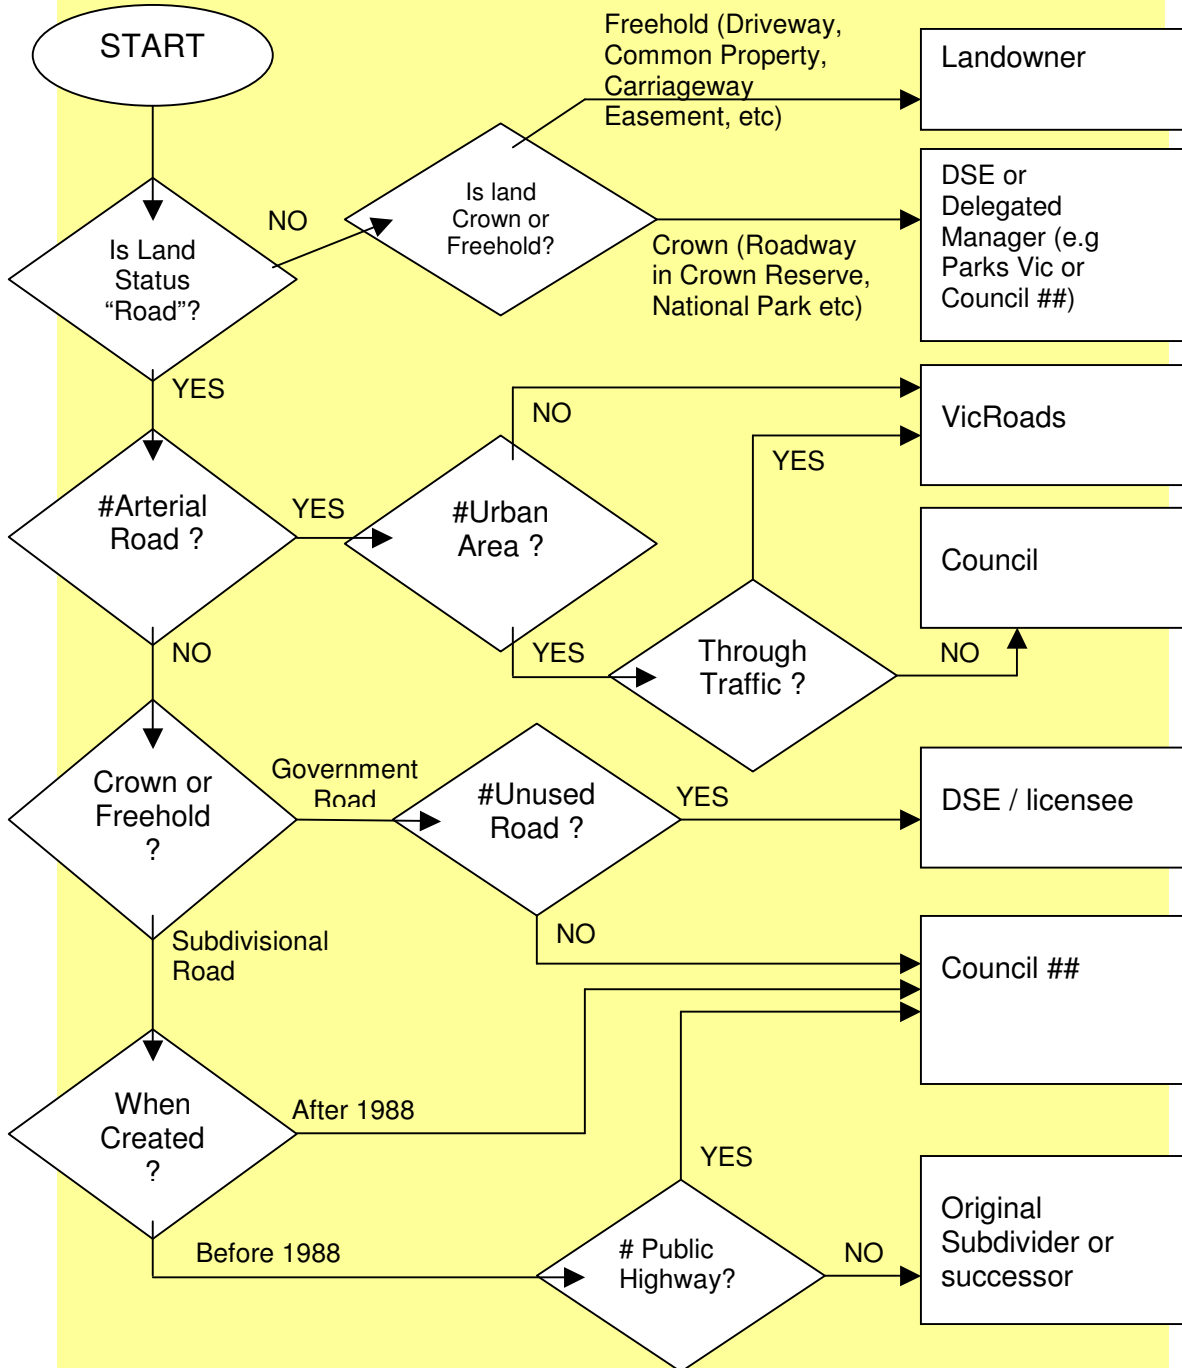 START
Freehold (Driveway,
Common Property,
Carriageway
Easement, etc)
Landowner
Is Land
Status
“Road”?
NO
Is land
Crown or
Freehold?
Crown (Roadway
in Crown Reserve,
National Park etc)
DSE or
Delegated
Manager (e.g
Parks Vic or
Council ##)
YES
#Arterial
Road ?
YES
#Urban
Area ?
NO
VicRoads
YES
YES
Through
Traffic ?
NO
Council
NO
Crown or
Freehold
?
Government
Road
#Unused
Road ?
YES
DSE / licensee
NO
Council ##
Subdivisional
Road
When
Created
?
After 1988
Before 1988
# Public
Highway?
YES
NO
Original
Subdivider or
successor